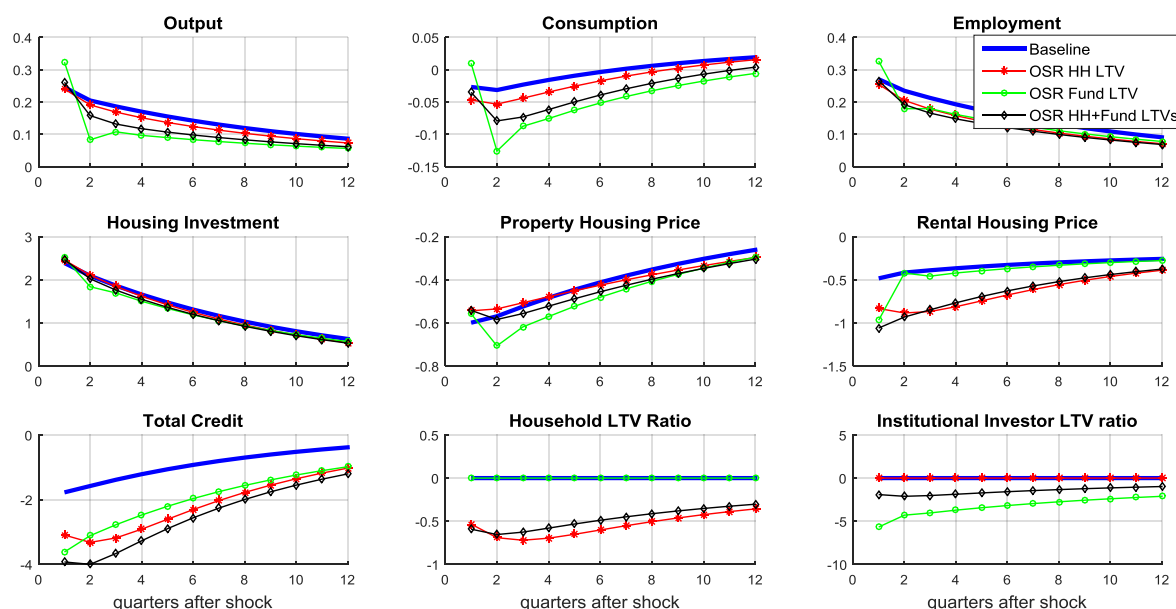 Output
Consumption
Employment
0.4
0.3
0.2
0.1
0
0 2 4 6 8 10 12
0.05
0
-0.05
-0.1
-0.15
0 2 4 6 8 10 12
0.4
0.3
0.2
0.1
0
0 2 4 6 8 10 12
Baseline
OSR HH LTV
OSR Fund LTV
OSR HH+Fund LTVs
Housing Investment
Property Housing Price
Rental Housing Price
3
2
1
0
0 2 4 6 8 10 12
-0.2
-0.4
-0.6
-0.8
0 2 4 6 8 10 12
0
-0.5
-1
-1.5
0 2 4 6 8 10 12
Total Credit
Household LTV Ratio
Institutional Investor LTV ratio
0
-2
-4
0 2 4 6 8 10 12
quarters after shock
0.5
0
-0.5
-1
0 2 4 6 8 10 12
quarters after shock
5
0
-5
-10
0 2 4 6 8 10 12
quarters after shock